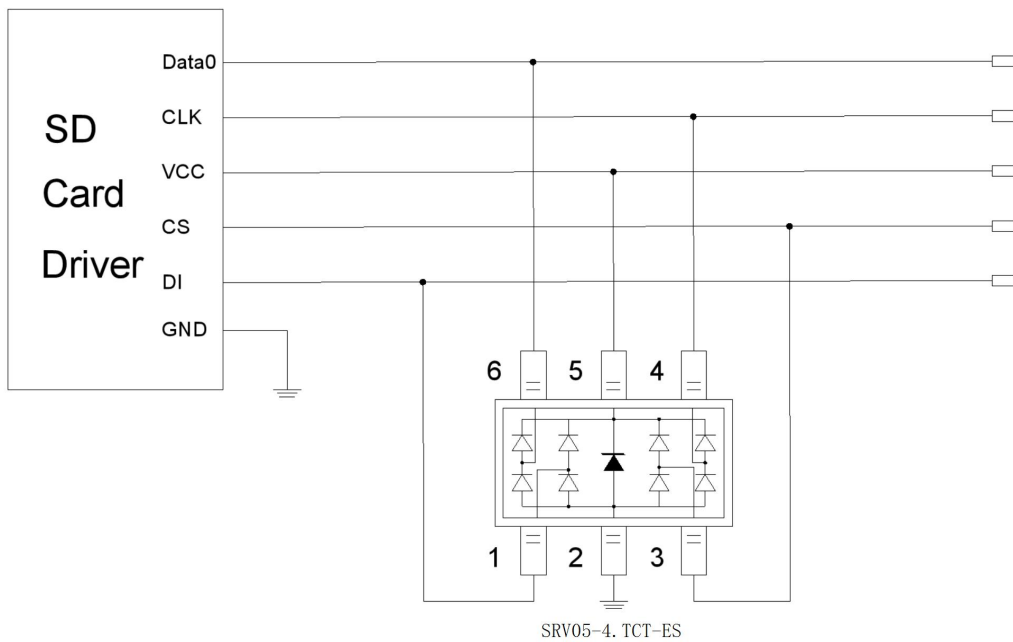 SD
Card
Driver
Data0
CLK
VCC
CS
DI
GND
6 5 4
1 2 3
SRV05-4.TCT-ES